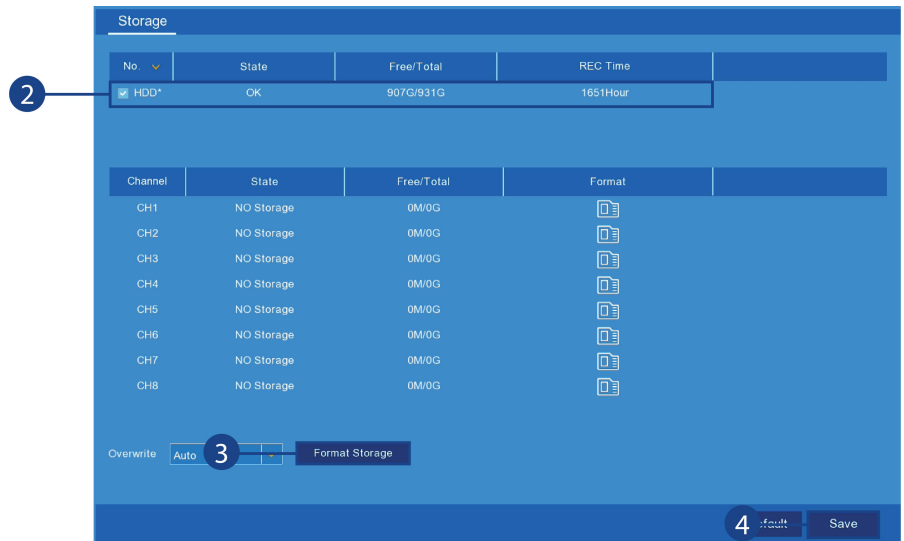 Storage
No. State Free/Total REC Time
2
HDD* OK 907G/931G 1651Hour
Channel State Free/Total Format
CH1 NO Storage 0M/0G
CH2 NO Storage 0M/0G
CH3 NO Storage 0M/0G
CH4 NO Storage 0M/0G
CH5 NO Storage 0M/0G
CH6 NO Storage 0M/0G
CH7 NO Storage 0M/0G
CH8 NO Storage 0M/0G
Overwrite Auto 3 Format Storage
4 efault Save